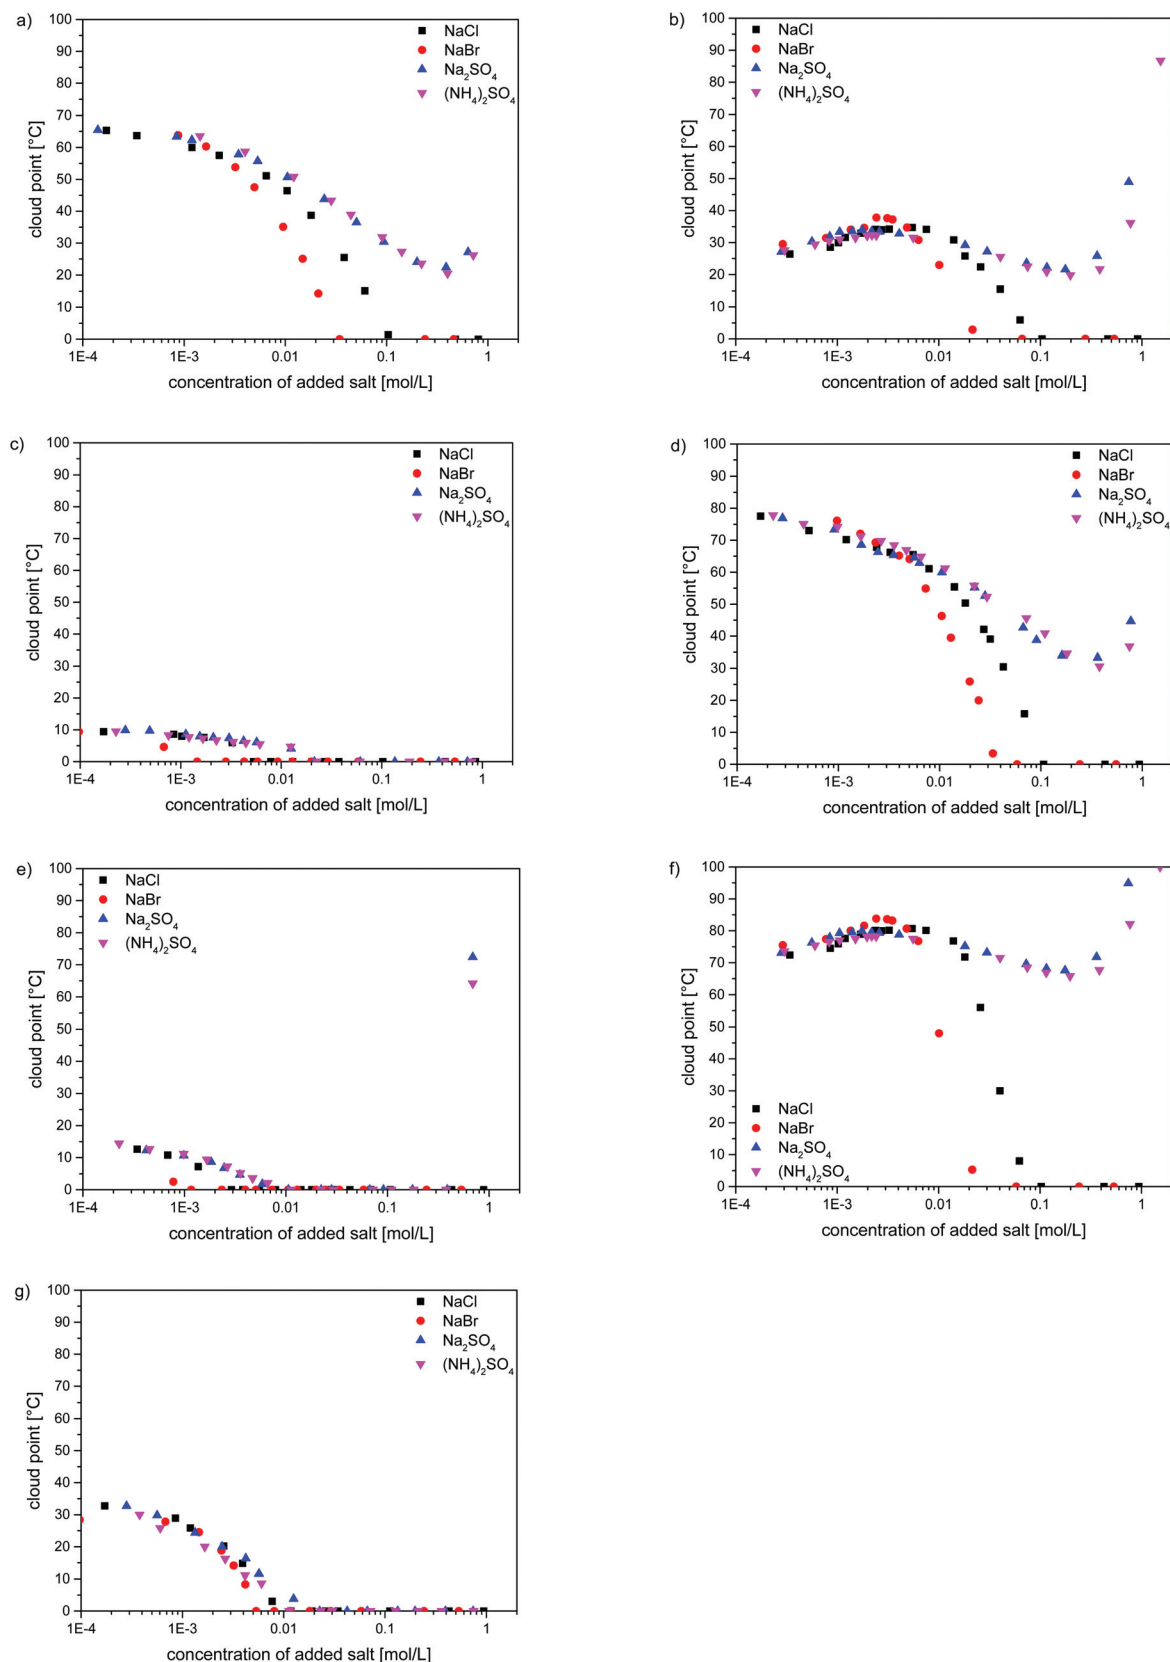 a)
NaCl
NaBr
Na2SO4
(NH4)2SO4
100
90
80
70
60
50
40
30
20
10
0
cloud point [°C]
1E-4
1E-3
0.01
0.1
1
concentration of added salt [mol/L]
b)
NaCl
NaBr
Na2SO4
(NH4)2SO4
100
90
80
70
60
50
40
30
20
10
0
cloud point [°C]
1E-4
1E-3
0.01
0.1
1
concentration of added salt [mol/L]
c)
NaCl
NaBr
Na2SO4
(NH4)2SO4
100
90
80
70
60
50
40
30
20
10
0
cloud point [°C]
1E-4
1E-3
0.01
0.1
1
concentration of added salt [mol/L]
d)
NaCl
NaBr
Na2SO4
(NH4)2SO4
100
90
80
70
60
50
40
30
20
10
0
cloud point [°C]
1E-4
1E-3
0.01
0.1
1
concentration of added salt [mol/L]
e)
NaCl
NaBr
Na2SO4
(NH4)2SO4
100
90
80
70
60
50
40
30
20
10
0
cloud point [°C]
1E-4
1E-3
0.01
0.1
1
concentration of added salt [mol/L]
f)
100
90
80
70
60
50
40
30
20
10
0
cloud point [°C]
NaCl
NaBr
Na2SO4
(NH4)2SO4
1E-4
1E-3
0.01
0.1
1
concentration of added salt [mol/L]
g)
NaCl
NaBr
Na2SO4
(NH4)2SO4
100
90
80
70
60
50
40
30
20
10
0
cloud point [°C]
1E-4
1E-3
0.01
0.1
1
concentration of added salt [mol/L]